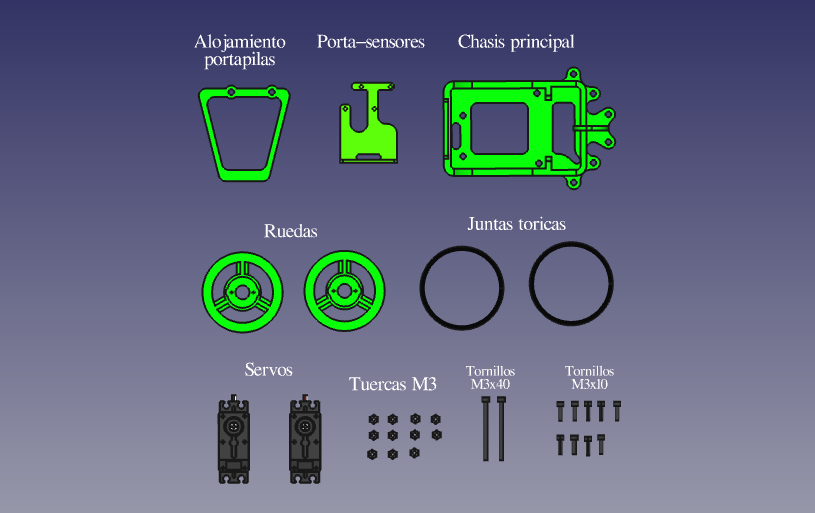 Alojamiento
portapilas
Porta-sensores
Chasis principal
Ruedas
Juntas toricas
Servos
Tuercas M3
Tornillos
M3x40
Tornillos
M3x10